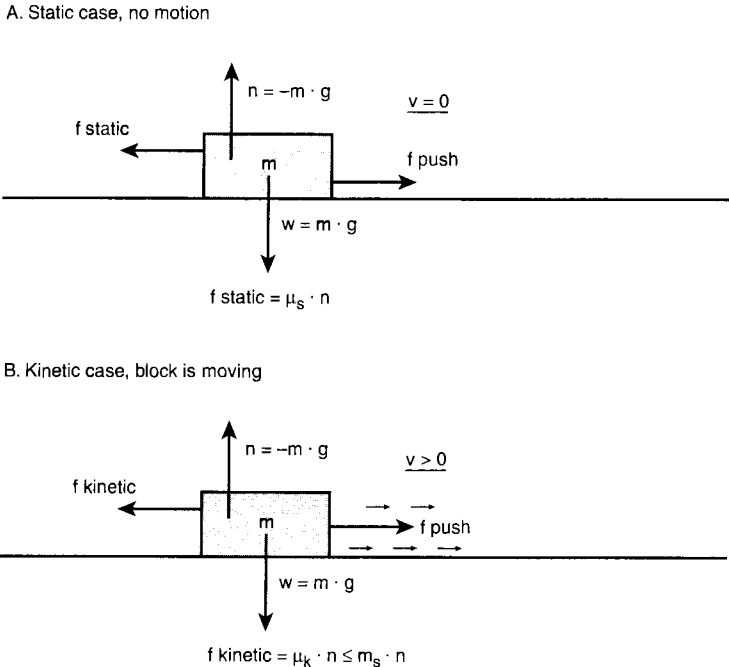 A. Static case, no motion
n = –m · g
v = 0
f static
f push
m
w = m · g
f static = μs · n
B. Kinetic case, block is moving
n = –m · g
v > 0
f kinetic
m
f push
w = m · g
f kinetic = μk · n ≤ ms · n